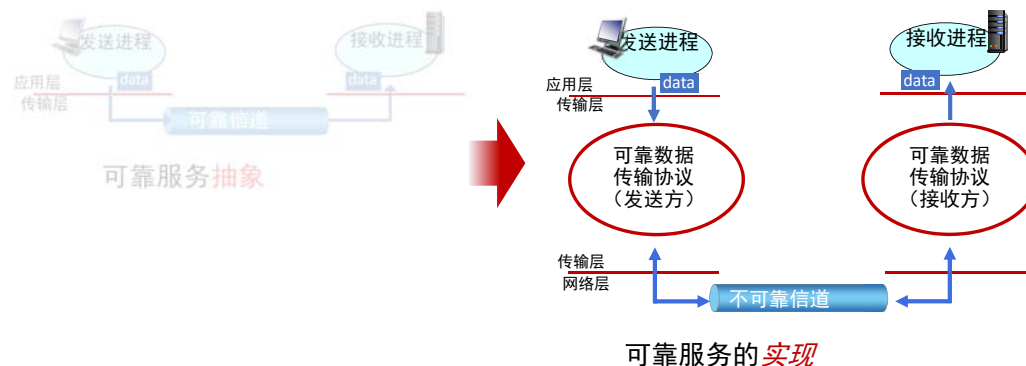 发送进程
接收进程
data
data
应用层
传输层
可靠信道
可靠服务抽象
发送进程
接收进程
data
data
应用层
传输层
可靠数据
传输协议
（发送方）
可靠数据
传输协议
（接收方）
传输层
网络层
不可靠信道
可靠服务的实现